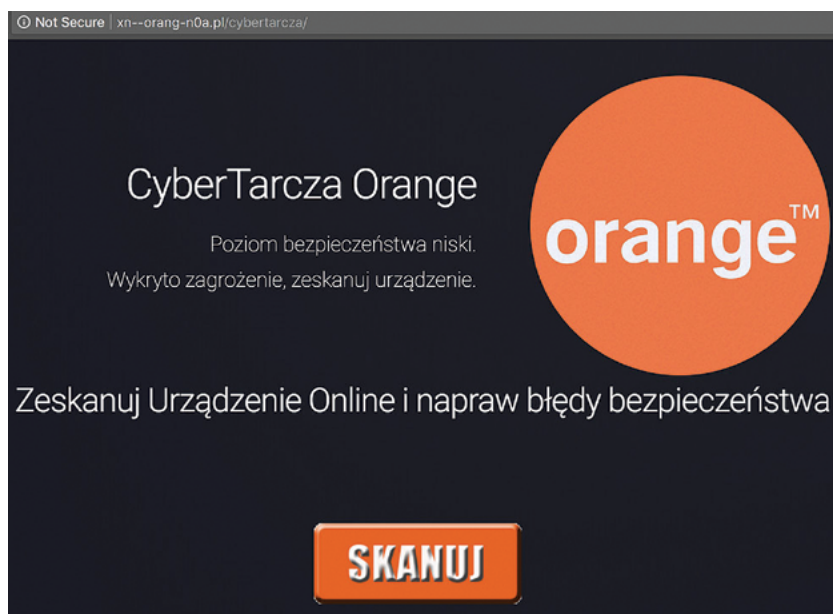 Not Secure | xn--orang-n0a.pl/cybertarcza/
CyberTarcza Orange
Poziom bezpieczeństwa niski.
Wykryto zagrożenie, zeskanuj urządzenie.
orange™
Zeskanuj Urządzenie Online i napraw błędy bezpieczeństwa
SKANUJ